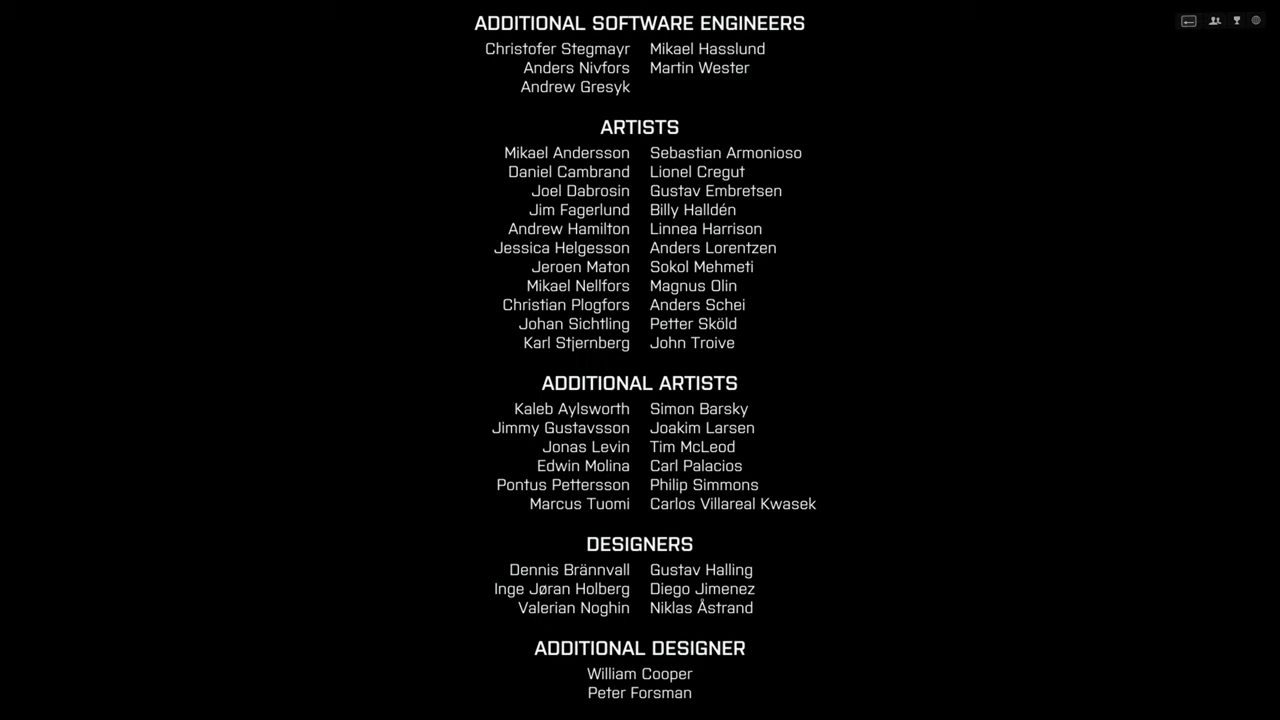 ADDITIONAL SOFTWARE ENGINEERS
Christofer Stegmayr Mikael Hasslund
Anders Nivfors Martin Wester
Andrew Gresyk
ARTISTS
Mikael Andersson Sebastian Armonioso
Daniel Cambrand Lionel Cregut
Joel Dabrosin Gustav Embretsen
Jim Fagerlund Billy Halldén
Andrew Hamilton Linnea Harrison
Jessica Helgesson Anders Lorentzen
Jeroen Maton Sokol Mehmeti
Mikael Nellfors Magnus Olin
Christian Plogfors Anders Schei
Johan Sichtling Petter Sköld
Karl Stjernberg John Troive
ADDITIONAL ARTISTS
Kaleb Aylsworth Simon Barsky
Jimmy Gustavsson Joakim Larsen
Jonas Levin Tim McLeod
Edwin Molina Carl Palacios
Pontus Pettersson Philip Simmons
Marcus Tuomi Carlos Villareal Kwasek
DESIGNERS
Dennis Brännvall Gustav Halling
Inge Jøran Holberg Diego Jimenez
Valerian Noghin Niklas Åstrand
ADDITIONAL DESIGNER
William Cooper
Peter Forsman